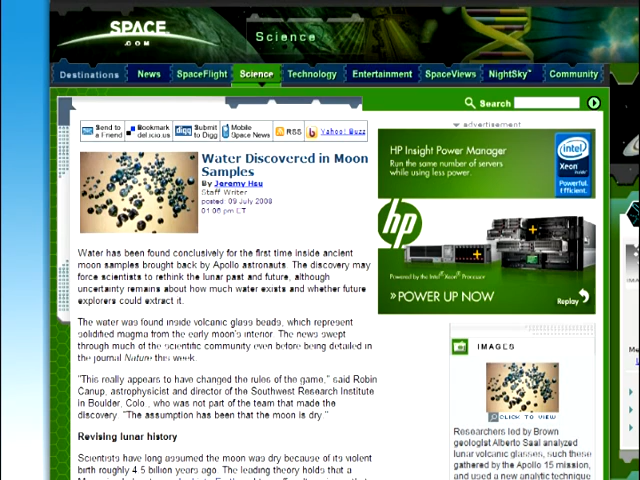 SPACE.
.COM
Science
Destinations News SpaceFlight Science Technology Entertainment SpaceViews NightSky™ Community
Search
Send to a Friend
Bookmark del.icio.us
Submit to Digg
Mobile Space News
RSS
Yahoo! Buzz
Water Discovered in Moon
Samples
By Jeremy Hsu
Staff Writer
posted: 09 July 2008
01:06 pm ET
Water has been found conclusively for the first time inside ancient
moon samples brought back by Apollo astronauts. The discovery may
force scientists to rethink the lunar past and future, although
uncertainty remains about how much water exists and whether future
explorers could extract it.
The water was found inside volcanic glass beads, which represent
solidified magma from the early moon's interior. The news swept
through much of the scientific community even before being detailed in
the journal Nature this week.
"This really appears to have changed the rules of the game," said Robin
Canup, astrophysicist and director of the Southwest Research Institute
in Boulder, Colo., who was not part of the team that made the
discovery. "The assumption has been that the moon is dry."
Revising lunar history
Scientists have long assumed the moon was dry because of its violent
birth roughly 4.5 billion years ago. The leading theory holds that a
advertisement
HP Insight Power Manager
Run the same number of servers
while using less power.
intel
Xeon
Powerful.
Efficient.
hp
Powered by the Intel® Xeon® Processor
» POWER UP NOW
Replay
IMAGES
CLICK TO VIEW
Researchers led by Brown
geologist Alberto Saal analyzed
lunar volcanic glasses, such these
gathered by the Apollo 15 mission,
and used a new analytic technique